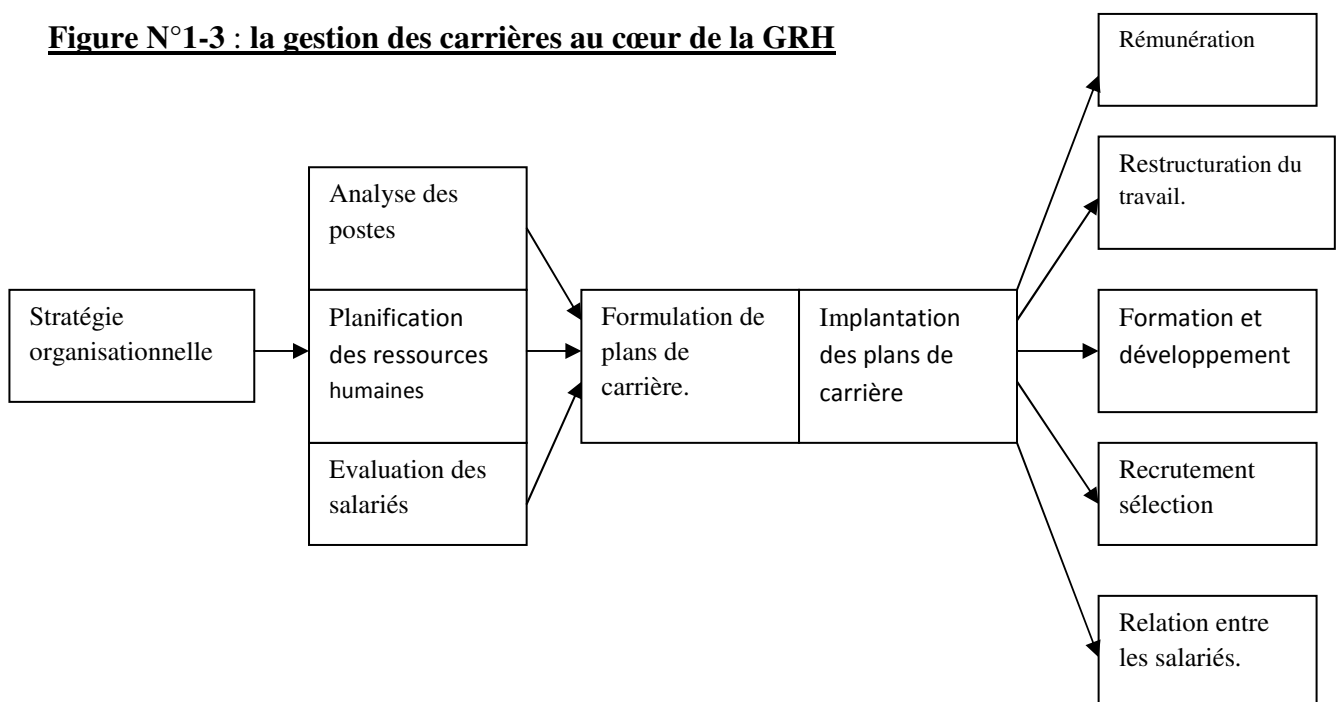 Figure N°1-3 : la gestion des carrières au cœur de la GRH
Stratégie
organisationnelle
Analyse des
postes
Planification
des ressources
humaines
Evaluation des
salariés
Formulation de
plans de
carrière.
Implantation
des plans de
carrière
Rémunération
Restructuration du
travail.
Formation et
développement
Recrutement
sélection
Relation entre
les salariés.